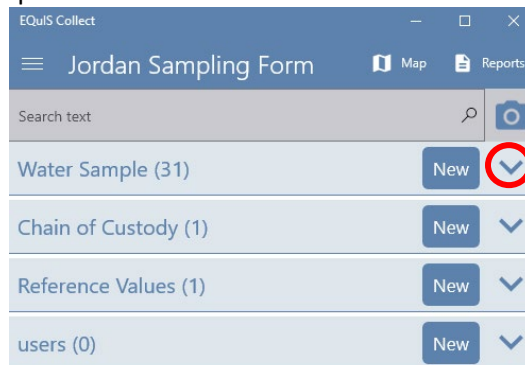 EQuIS Collect
Jordan Sampling Form Map Reports
Search text
Water Sample (31) New
Chain of Custody (1) New
Reference Values (1) New
users (0) New